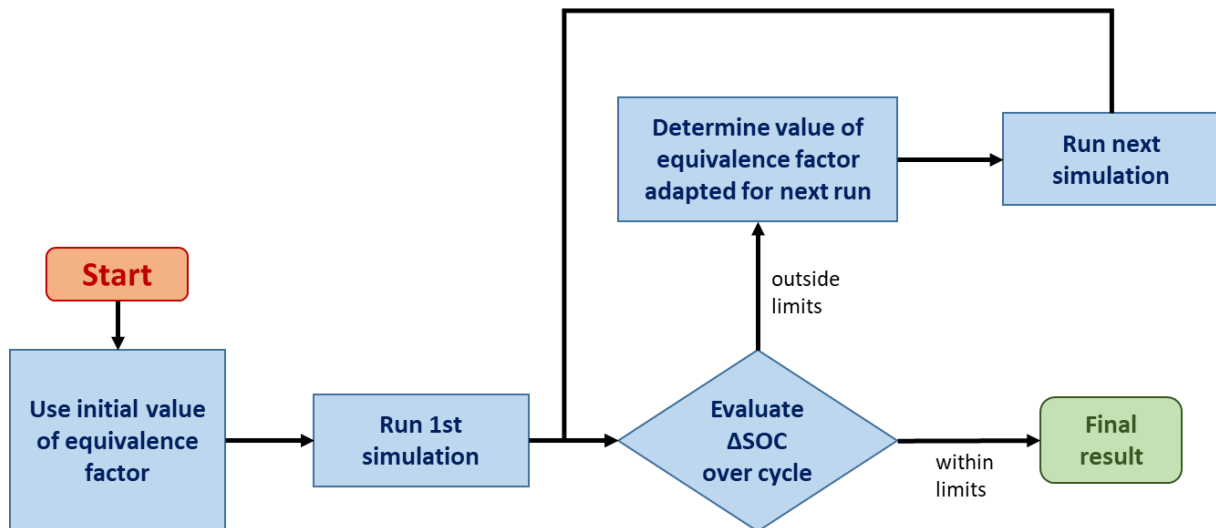 Start
Use initial value
of equivalence
factor
Run 1st
simulation
Evaluate
ΔSOC
over cycle
outside
limits
Determine value of
equivalence factor
adapted for next run
Run next
simulation
within
limits
Final
result